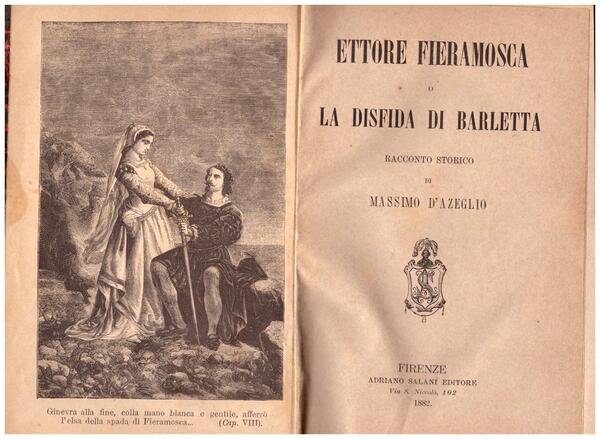 Ginevra alla fine, colla mano bianca e gentile, afferrò
l'elsa della spada di Fieramosca... (Cap. VIII).
ETTORE FIERAMOSCA
O
LA DISFIDA DI BARLETTA
RACCONTO STORICO
DI
MASSIMO D'AZEGLIO
FIRENZE
ADRIANO SALANI EDITORE
Via S. Niccolò, 102
1882.